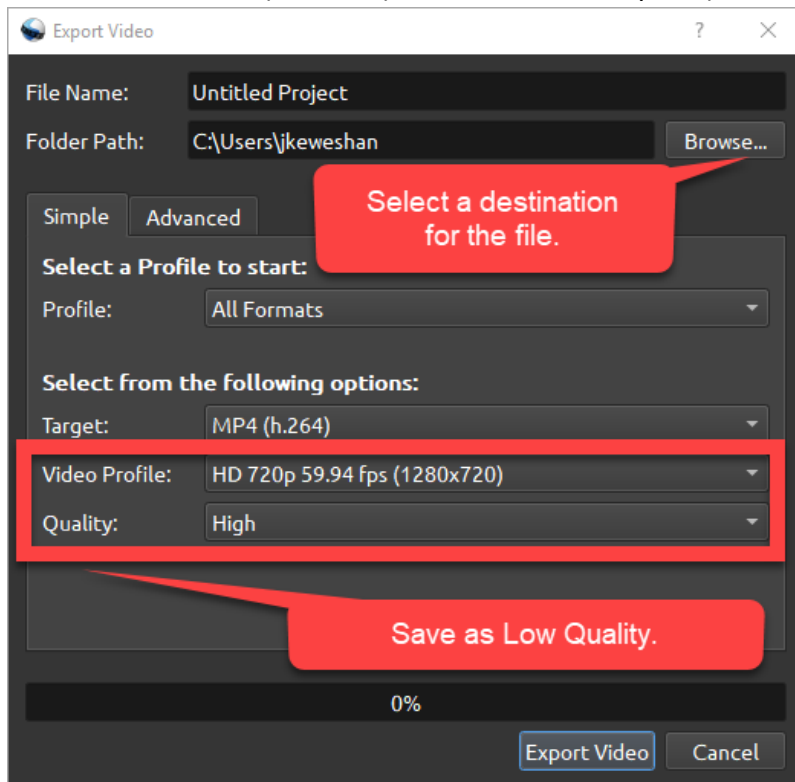 Export Video
File Name: Untitled Project
Folder Path: C:\Users\jkeweshan Browse...
Select a destination
for the file.
Simple Advanced
Select a Profile to start:
Profile: All Formats
Select from the following options:
Target: MP4 (h.264)
Video Profile: HD 720p 59.94 fps (1280x720)
Quality: High
Save as Low Quality.
0%
Export Video Cancel